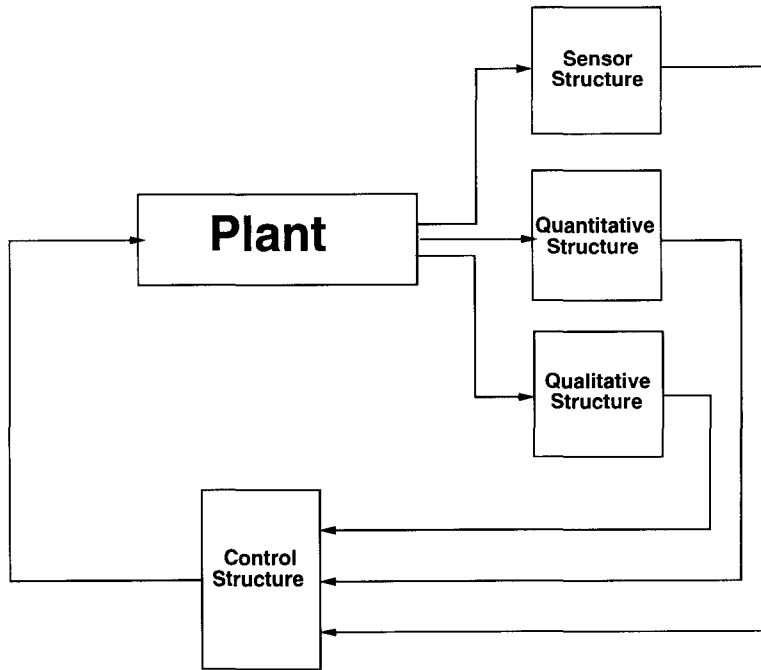 Sensor
Structure
Plant
Quantitative
Structure
Qualitative
Structure
Control
Structure